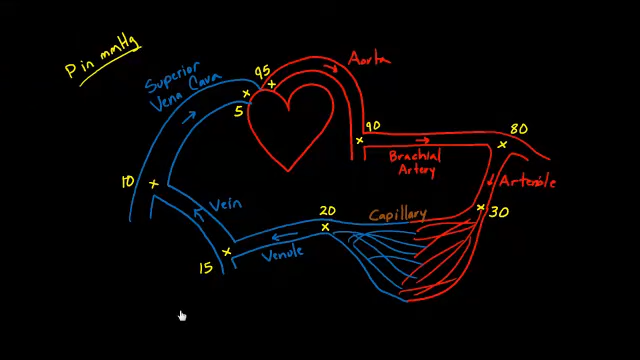 P in mmHg
Superior
Vena Cava
95
Aorta
5
90
80
Brachial
Artery
10
Arteriole
Vein
20
Capillary
30
Venule
15